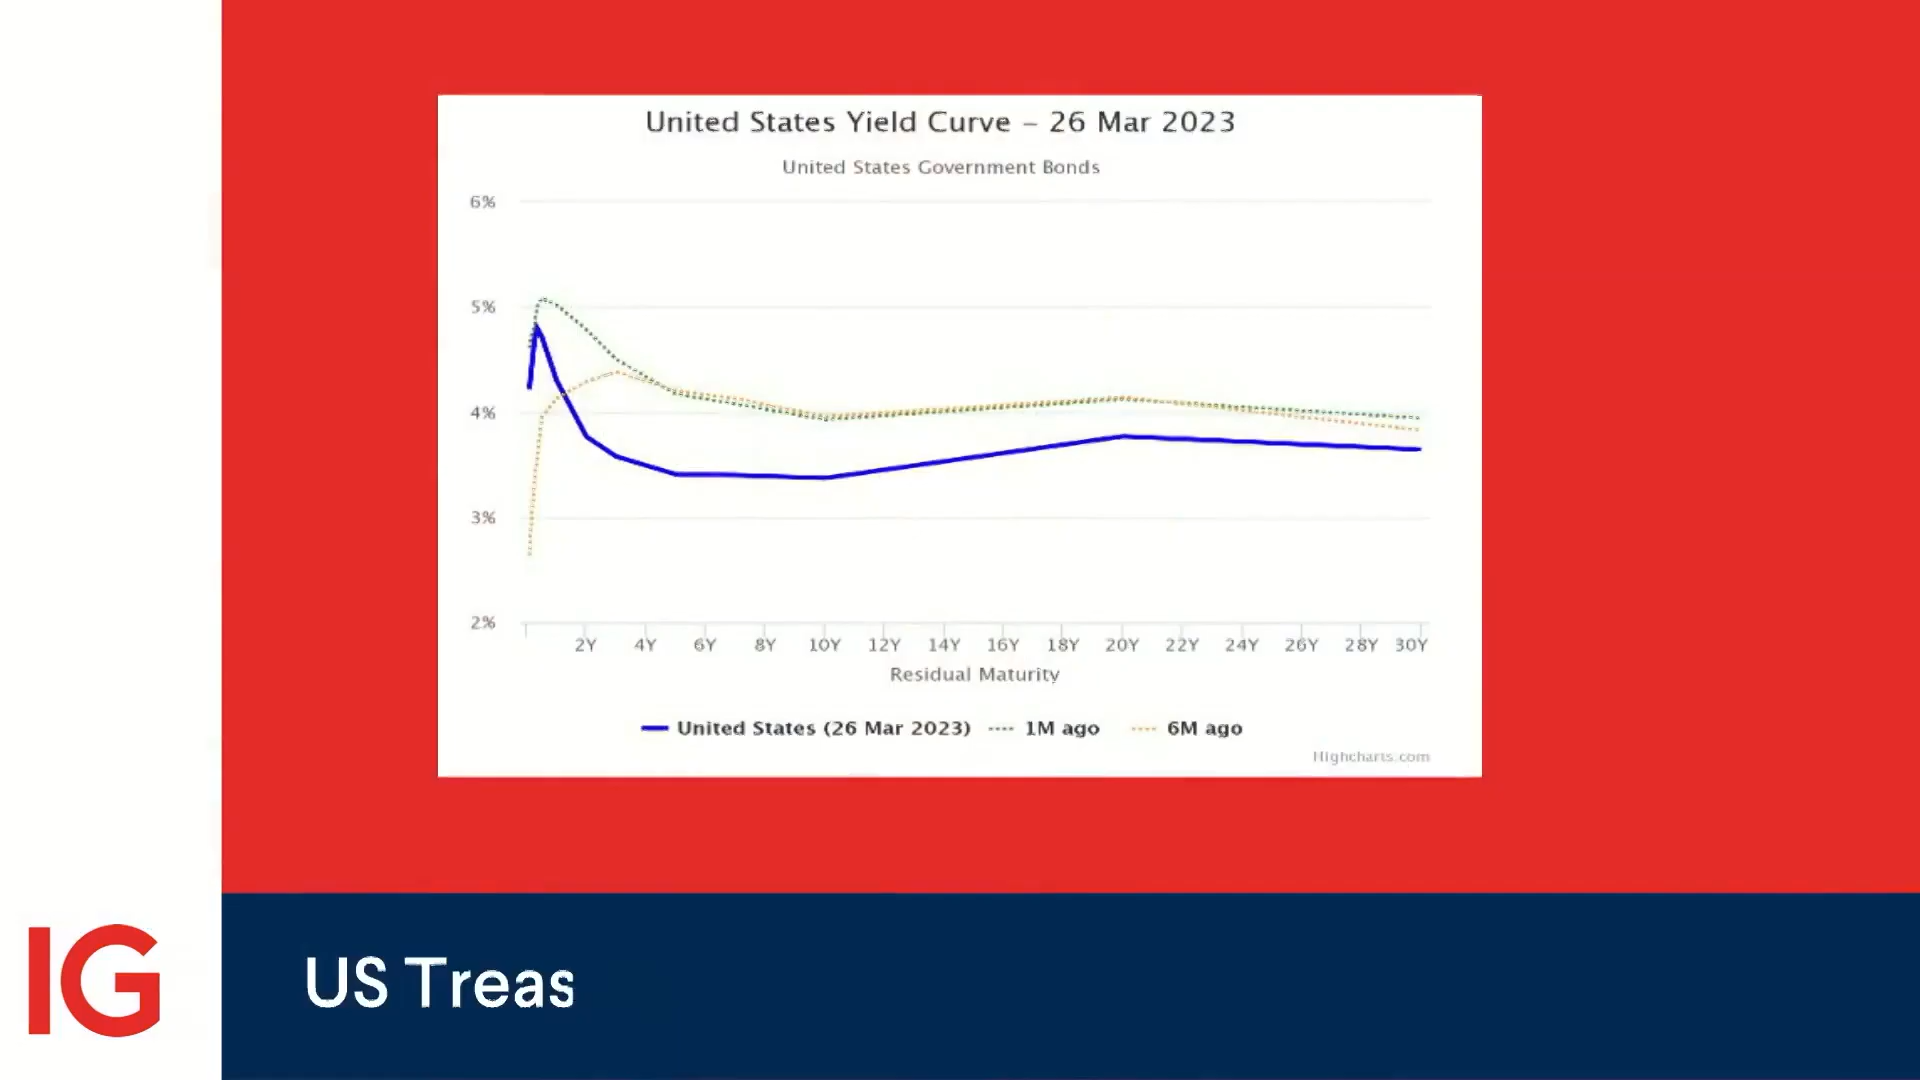 United States Yield Curve – 26 Mar 2023
United States Government Bonds
6%
5%
4%
3%
2%
2Y 4Y 6Y 8Y 10Y 12Y 14Y 16Y 18Y 20Y 22Y 24Y 26Y 28Y 30Y
Residual Maturity
United States (26 Mar 2023) 1M ago 6M ago
Highcharts.com
IG
US Treas